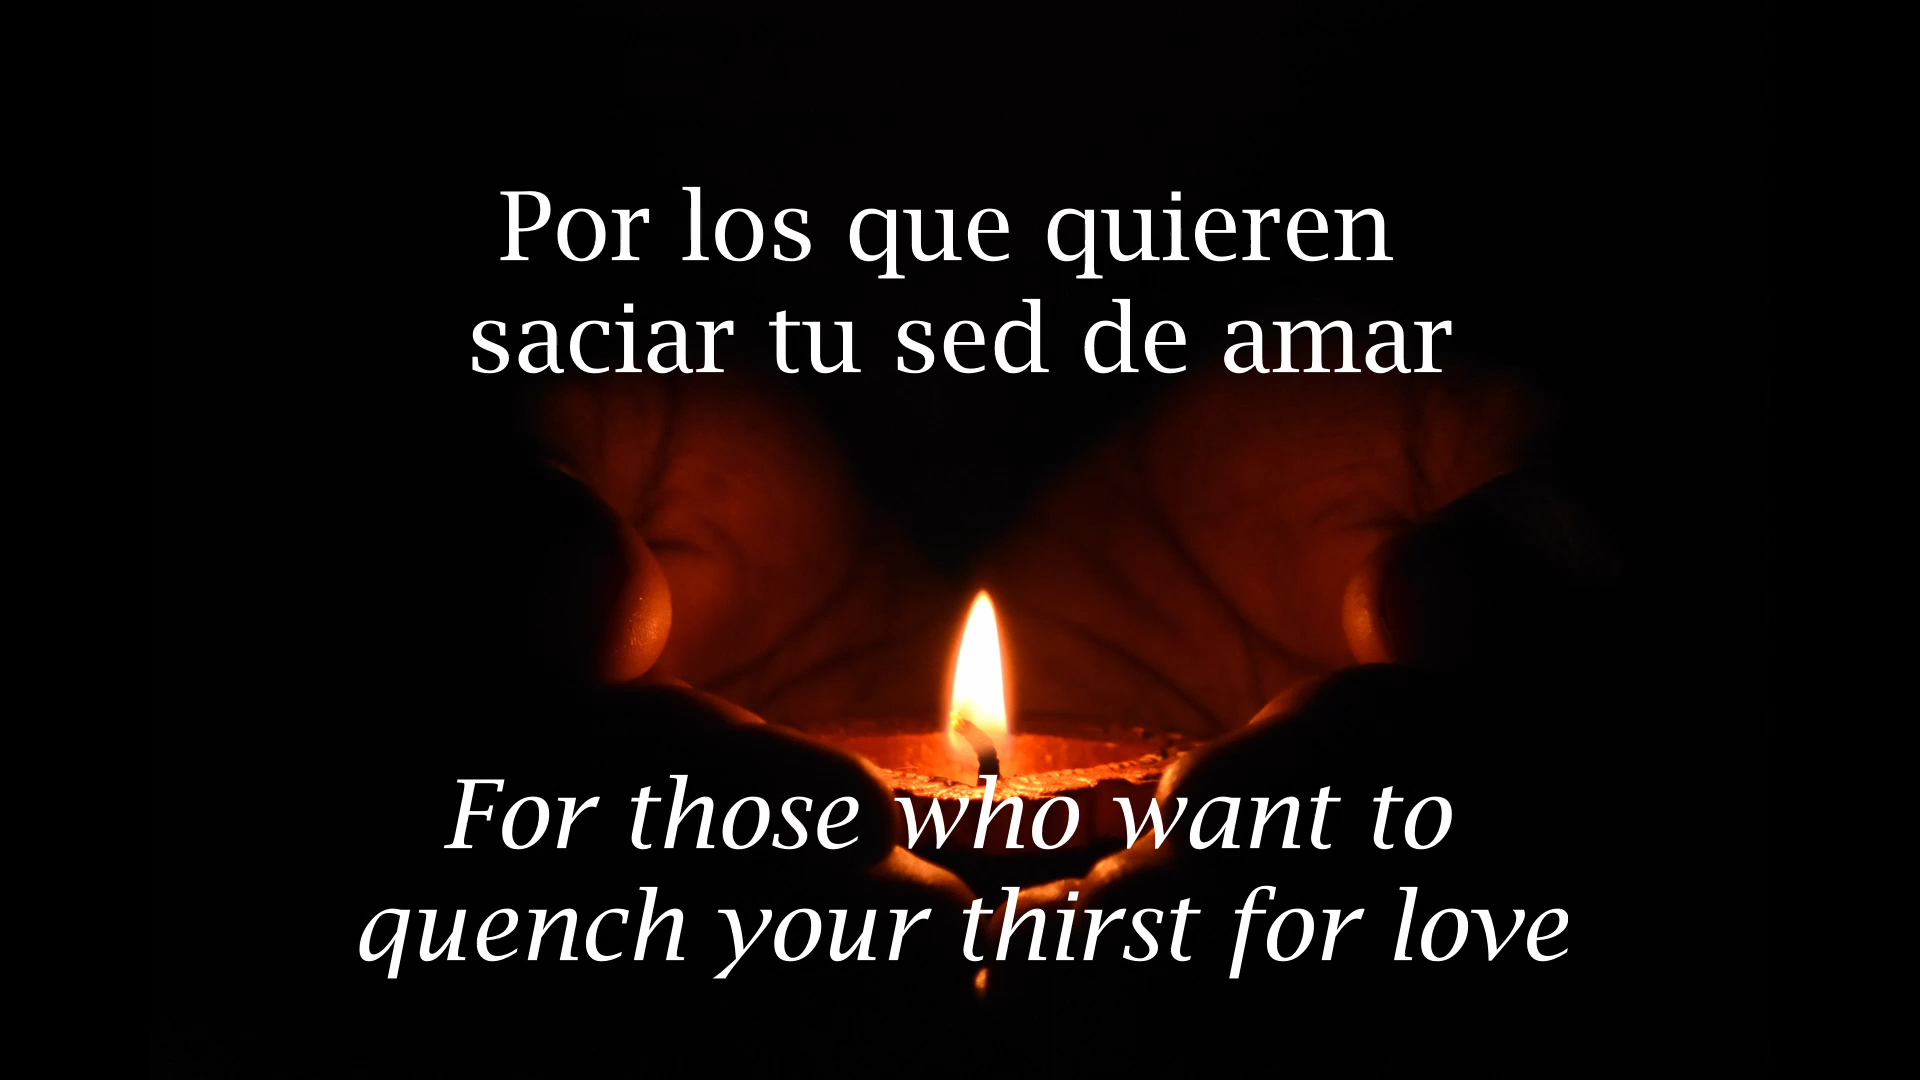 Por los que quieren
saciar tu sed de amar
For those who want to
quench your thirst for love